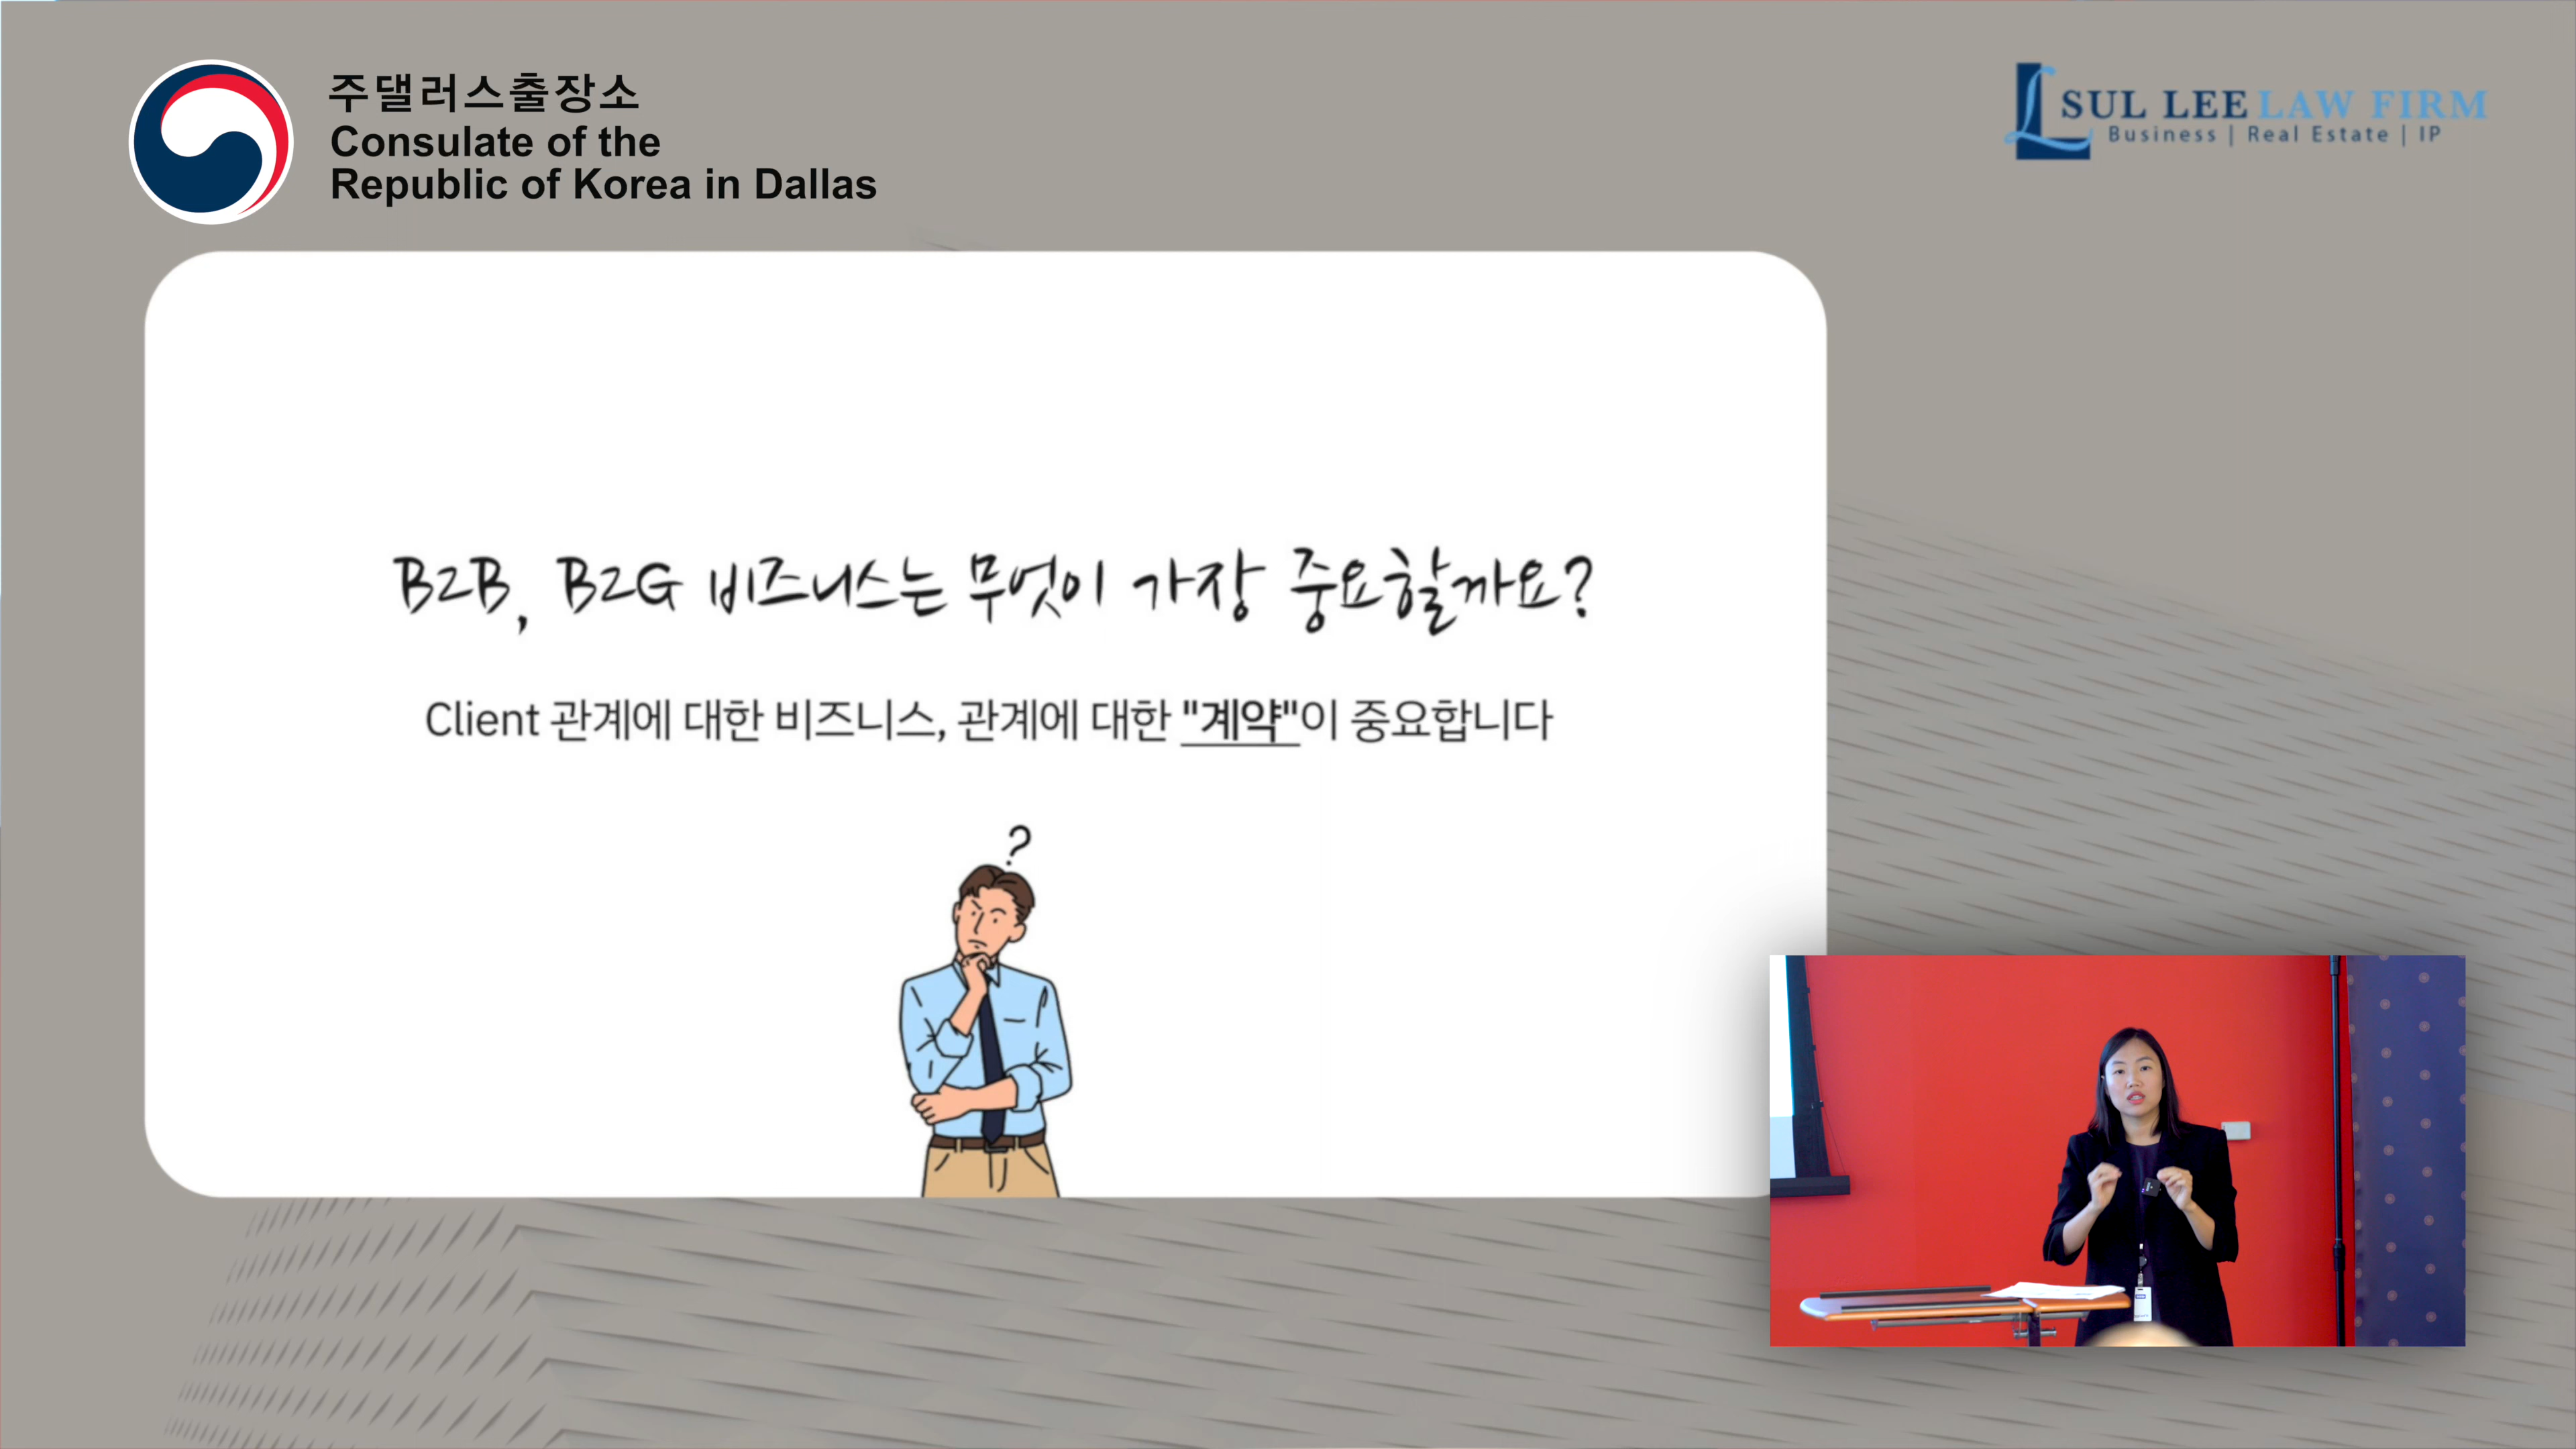 주댈러스출장소
Consulate of the
Republic of Korea in Dallas
SUL LEE LAW FIRM
Business | Real Estate | IP
B2B, B2G 비즈니스는 무엇이 가장 중요할까요?
Client 관계에 대한 비즈니스, 관계에 대한 "계약"이 중요합니다
?